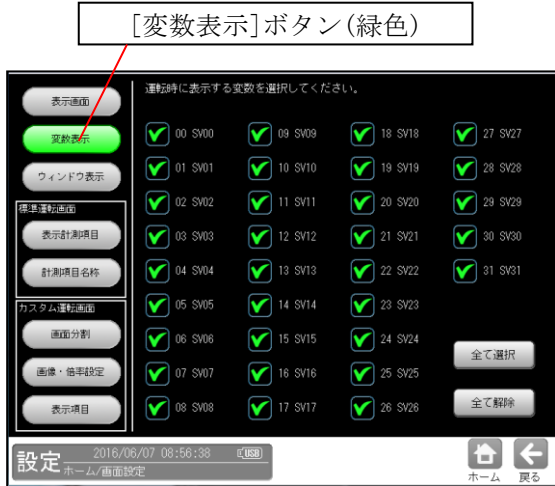 [変数表示]ボタン(緑色)
運転時に表示する変数を選択してください。
表示画面
変数表示
ウィンドウ表示
標準運転画面
表示計測項目
計測項目名称
カスタム運転画面
画面分割
画像・倍率設定
表示項目
00 SV00
01 SV01
02 SV02
03 SV03
04 SV04
05 SV05
06 SV06
07 SV07
08 SV08
09 SV09
10 SV10
11 SV11
12 SV12
13 SV13
14 SV14
15 SV15
16 SV16
17 SV17
18 SV18
19 SV19
20 SV20
21 SV21
22 SV22
23 SV23
24 SV24
25 SV25
26 SV26
27 SV27
28 SV28
29 SV29
30 SV30
31 SV31
全て選択
全て解除
設定
2016/06/07 08:56:38 USB
ホーム/画面設定
ホーム
戻る